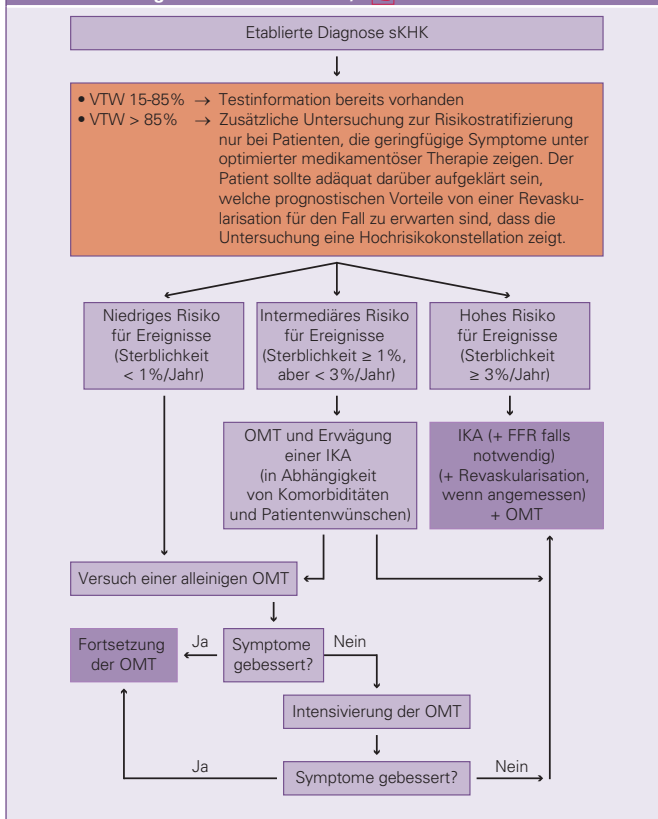 Etablierte Diagnose sKHK
• VTW 15-85% → Testinformation bereits vorhanden
• VTW > 85% → Zusätzliche Untersuchung zur Risikostratifizierung
nur bei Patienten, die geringfügige Symptome unter
optimierter medikamentöser Therapie zeigen. Der
Patient sollte adäquat darüber aufgeklärt sein,
welche prognostischen Vorteile von einer Revasku-
larisation für den Fall zu erwarten sind, dass die
Untersuchung eine Hochrisikokonstellation zeigt.
Niedriges Risiko
für Ereignisse
(Sterblichkeit
< 1%/Jahr)
Intermediäres Risiko
für Ereignisse
(Sterblichkeit ≥ 1%,
aber < 3%/Jahr)
Hohes Risiko
für Ereignisse
(Sterblichkeit
≥ 3%/Jahr)
OMT und Erwägung
einer IKA
(in Abhängigkeit
von Komorbiditäten
und Patientenwünschen)
IKA (+ FFR falls
notwendig)
(+ Revaskularisation,
wenn angemessen)
+ OMT
Versuch einer alleinigen OMT
Fortsetzung
der OMT
Ja
Symptome
gebessert?
Nein
Intensivierung der OMT
Ja
Symptome gebessert?
Nein